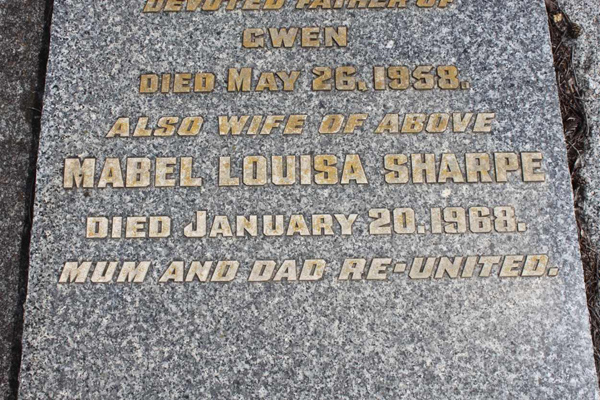 DEVOTED FATHER OF
GWEN
DIED MAY 26, 1958.
ALSO WIFE OF ABOVE
MABEL LOUISA SHARPE
DIED JANUARY 20. 1968.
MUM AND DAD RE-UNITED.